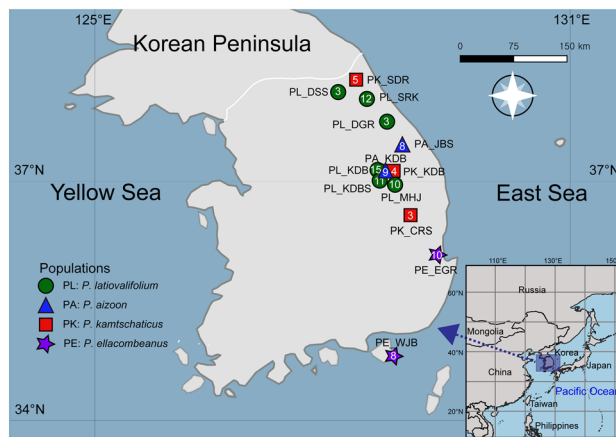 125°E
131°E
Korean Peninsula
0 75 150 km
5 PK_SDR
PL_DSS 3
12 PL_SRK
PL_DGR 3
8 PA_JBS
PA_KDB
PL_KDB 15 9 4 PK_KDB
37°N
37°N
PL_KDBS 11 10
PL_MHJ
Yellow Sea
East Sea
3
PK_CRS
10
PE_EGR
Populations
PL: P. latiovalifolium
PA: P. aizoon
PK: P. kamtschaticus
PE: P. ellacombeanus
PE_WJB
8
34°N
110°E 130°E 150
60°N
Russia
Mongolia
40°N
Korea
Japan
China
Pacific Ocean
Taiwan
20°N
Philippines